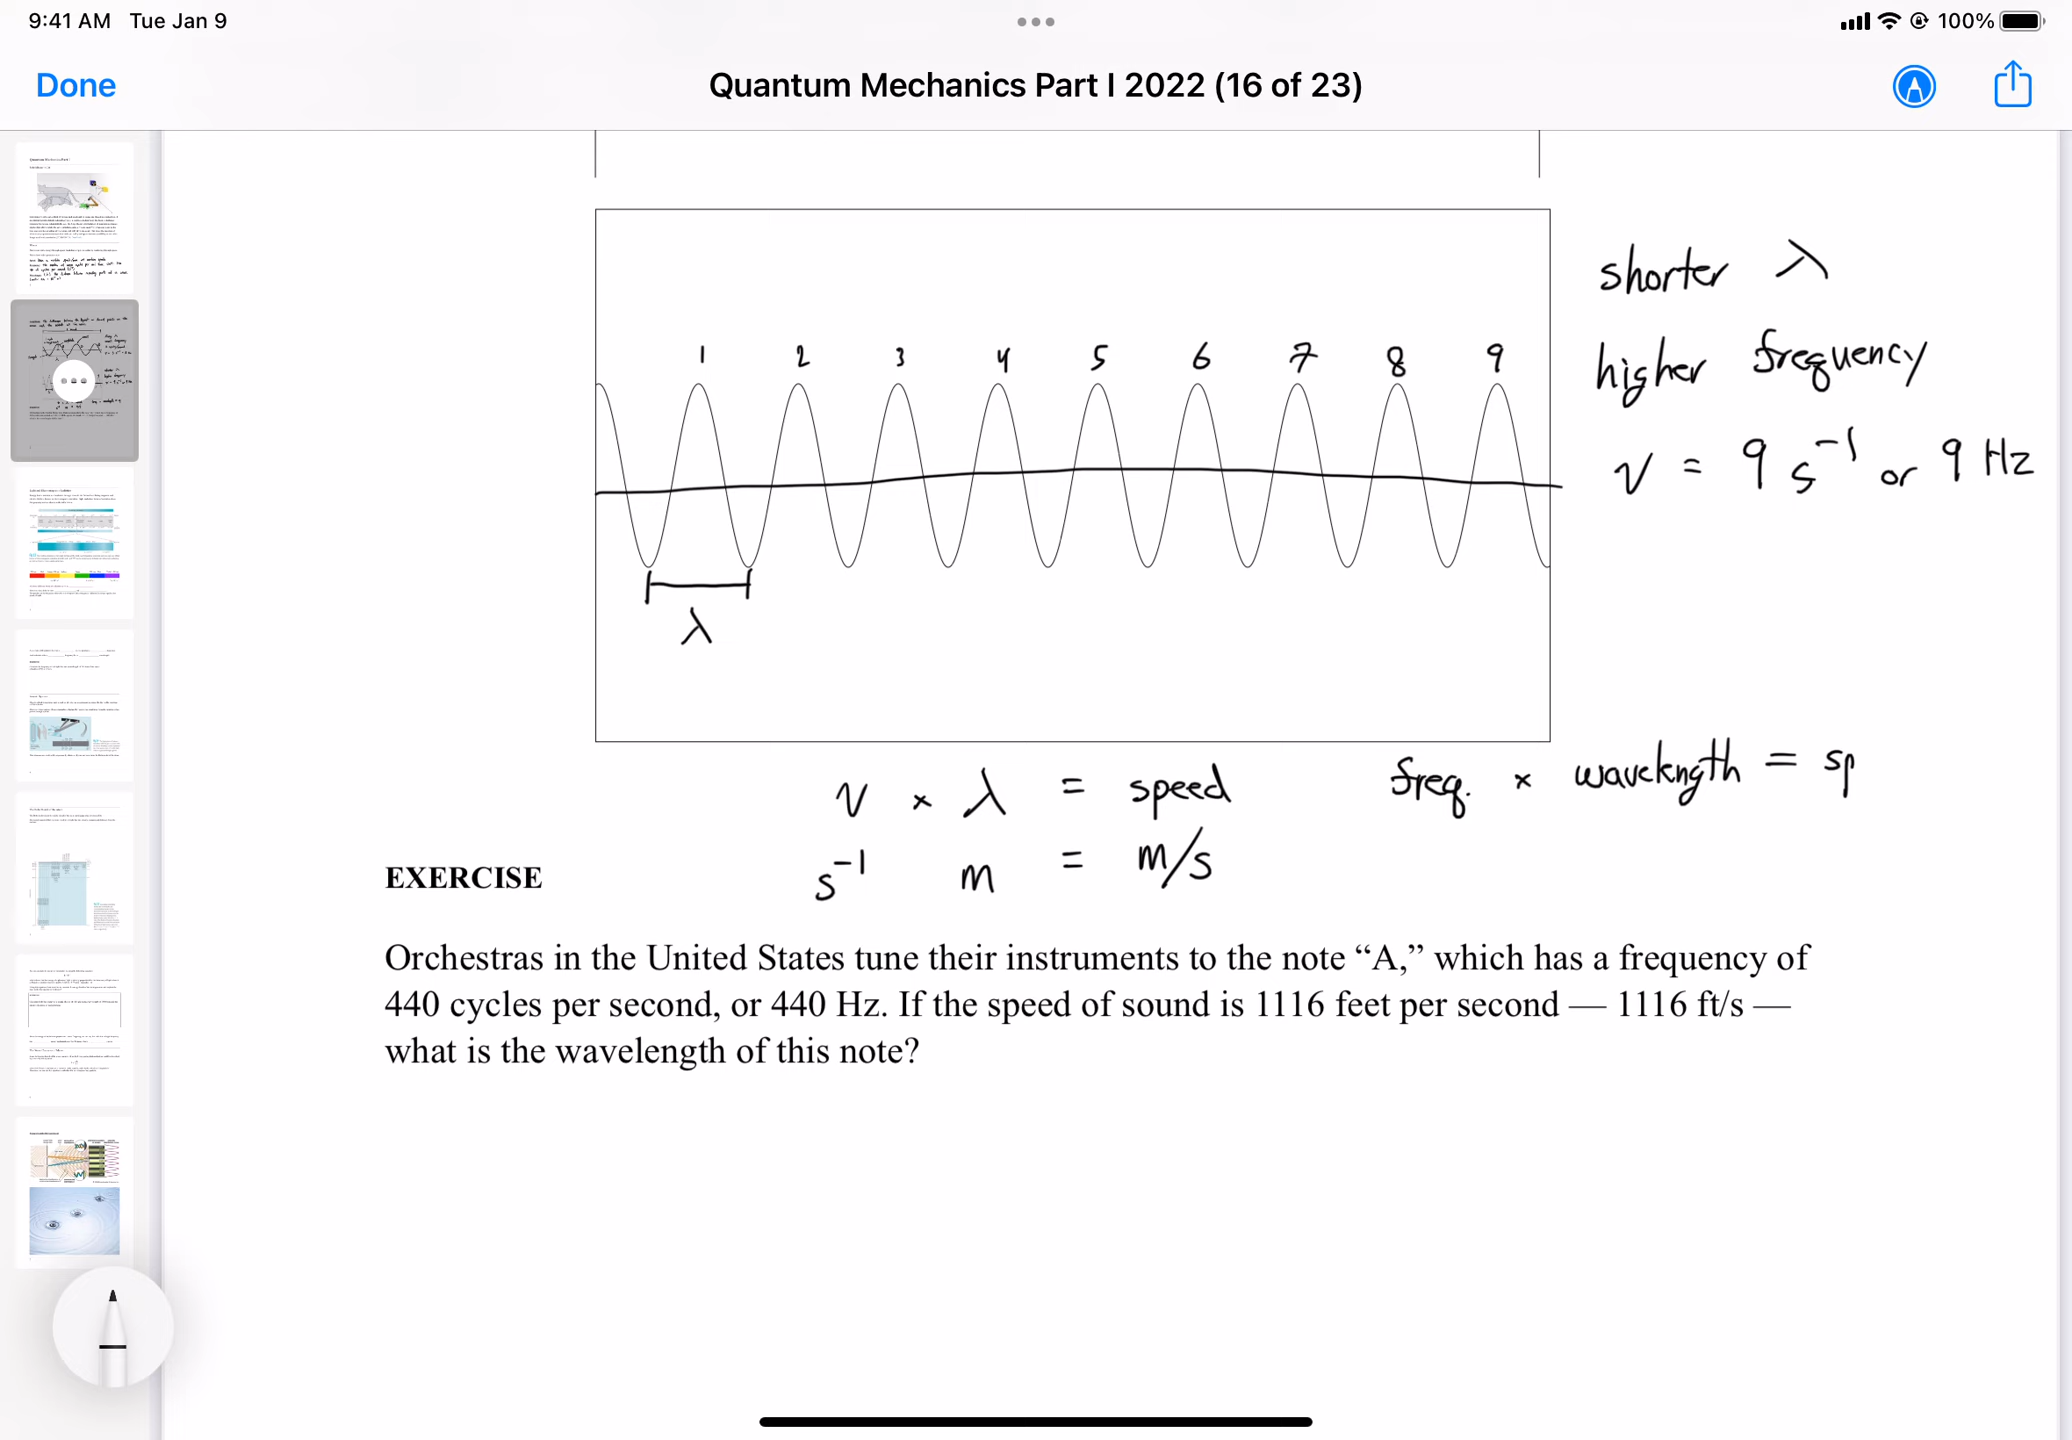 9:41 AM Tue Jan 9
100%
Done
Quantum Mechanics Part I 2022 (16 of 23)
1 2 3 4 5 6 7 8 9
λ
shorter λ
higher frequency
ν = 9 s⁻¹ or 9 Hz
ν × λ = speed
freq. × wavelength = sp
s⁻¹ m = m/s
EXERCISE
Orchestras in the United States tune their instruments to the note “A,” which has a frequency of
440 cycles per second, or 440 Hz. If the speed of sound is 1116 feet per second — 1116 ft/s —
what is the wavelength of this note?